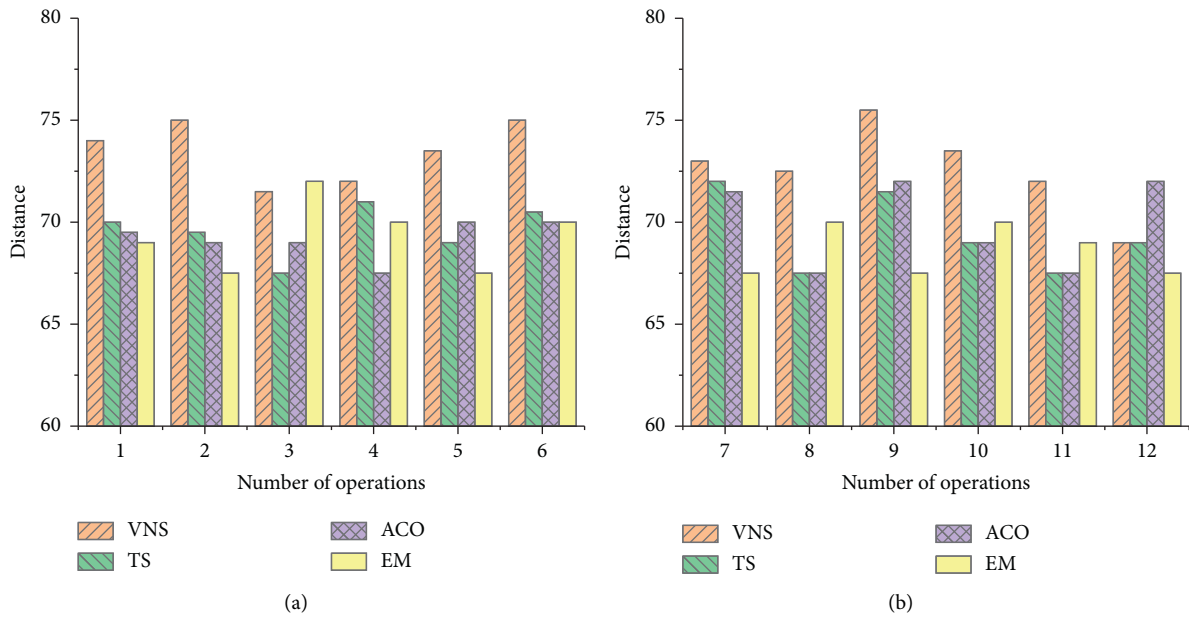 80
75
70
65
60
Distance
1 2 3 4 5 6
Number of operations
VNS
ACO
TS
EM
(a)
80
75
70
65
60
Distance
7 8 9 10 11 12
Number of operations
VNS
ACO
TS
EM
(b)